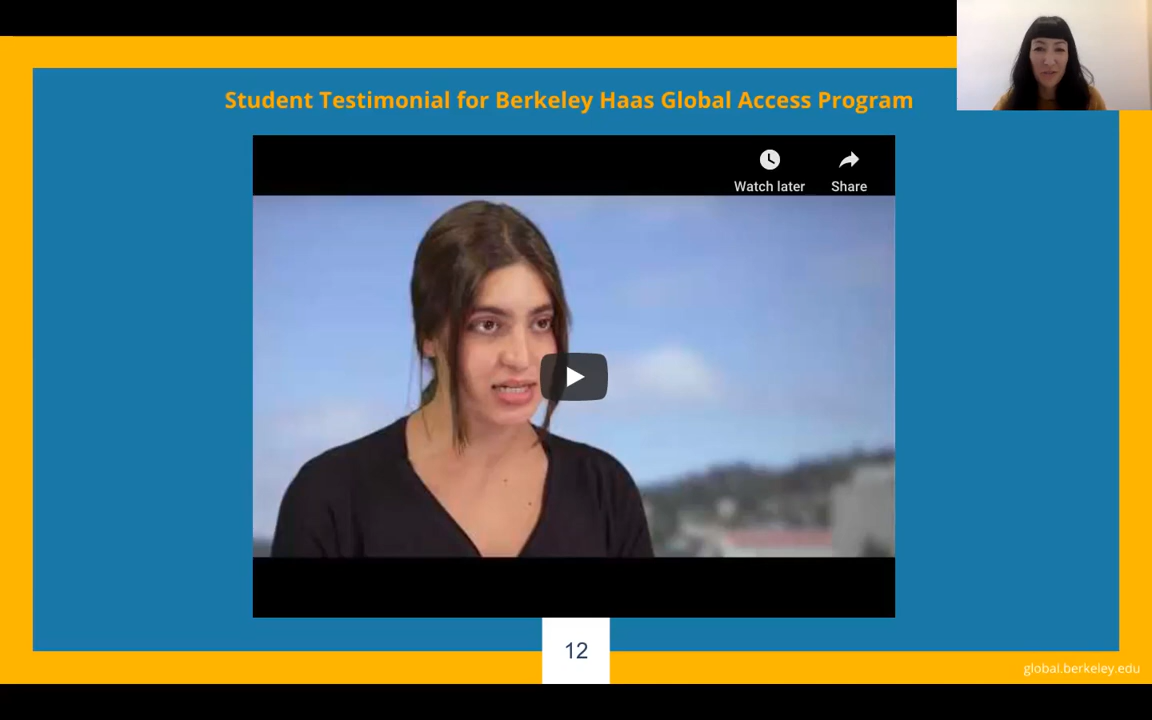 Student Testimonial for Berkeley Haas Global Access Program
Watch later
Share
12
global.berkeley.edu